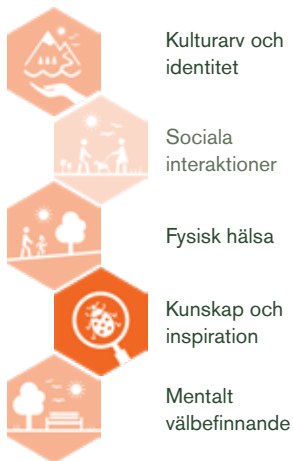 Kulturarv och
identitet
Sociala
interaktioner
Fysisk hälsa
Kunskap och
inspiration
Mentalt
välbefinnande